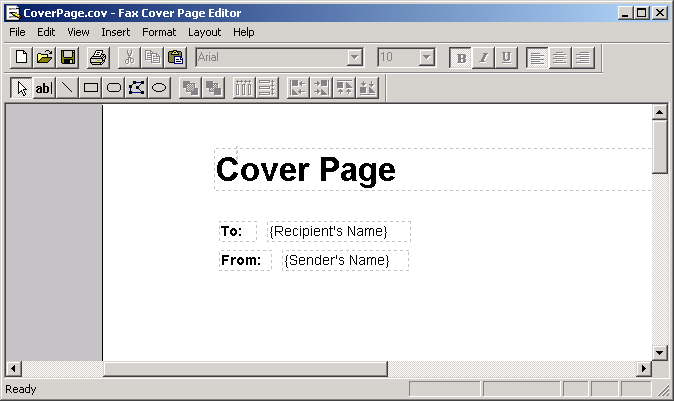 CoverPage.cov - Fax Cover Page Editor
File Edit View Insert Format Layout Help
Arial 10 B I U
ab|
Cover Page
To: {Recipient's Name}
From: {Sender's Name}
Ready